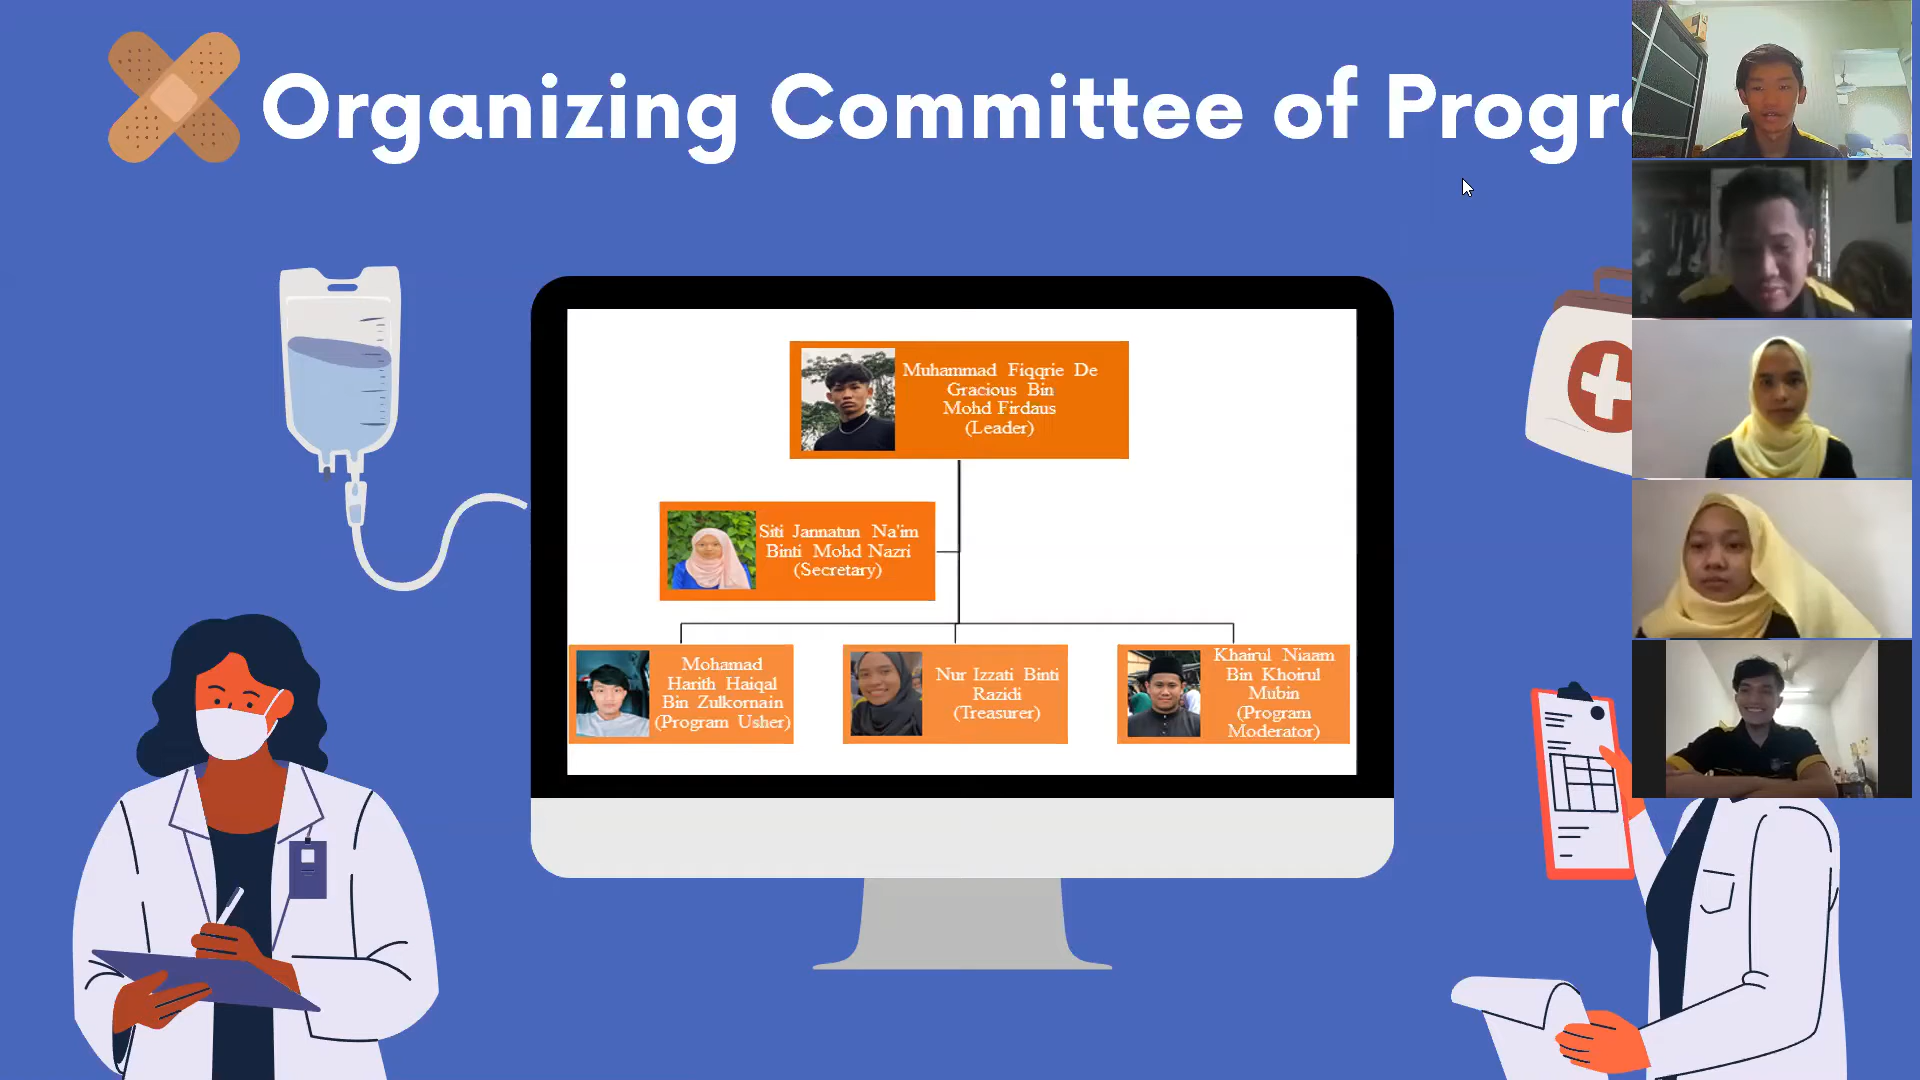 Organizing Committee of Progr
Muhammad Fiqqrie De
Gracious Bin
Mohd Firdaus
(Leader)
Siti Jannatun Na'im
Binti Mohd Nazri
(Secretary)
Mohamad
Harith Haiqal
Bin Zulkornain
(Program Usher)
Nur Izzati Binti
Razidi
(Treasurer)
Khairul Niaam
Bin Khoirul
Mubin
(Program
Moderator)